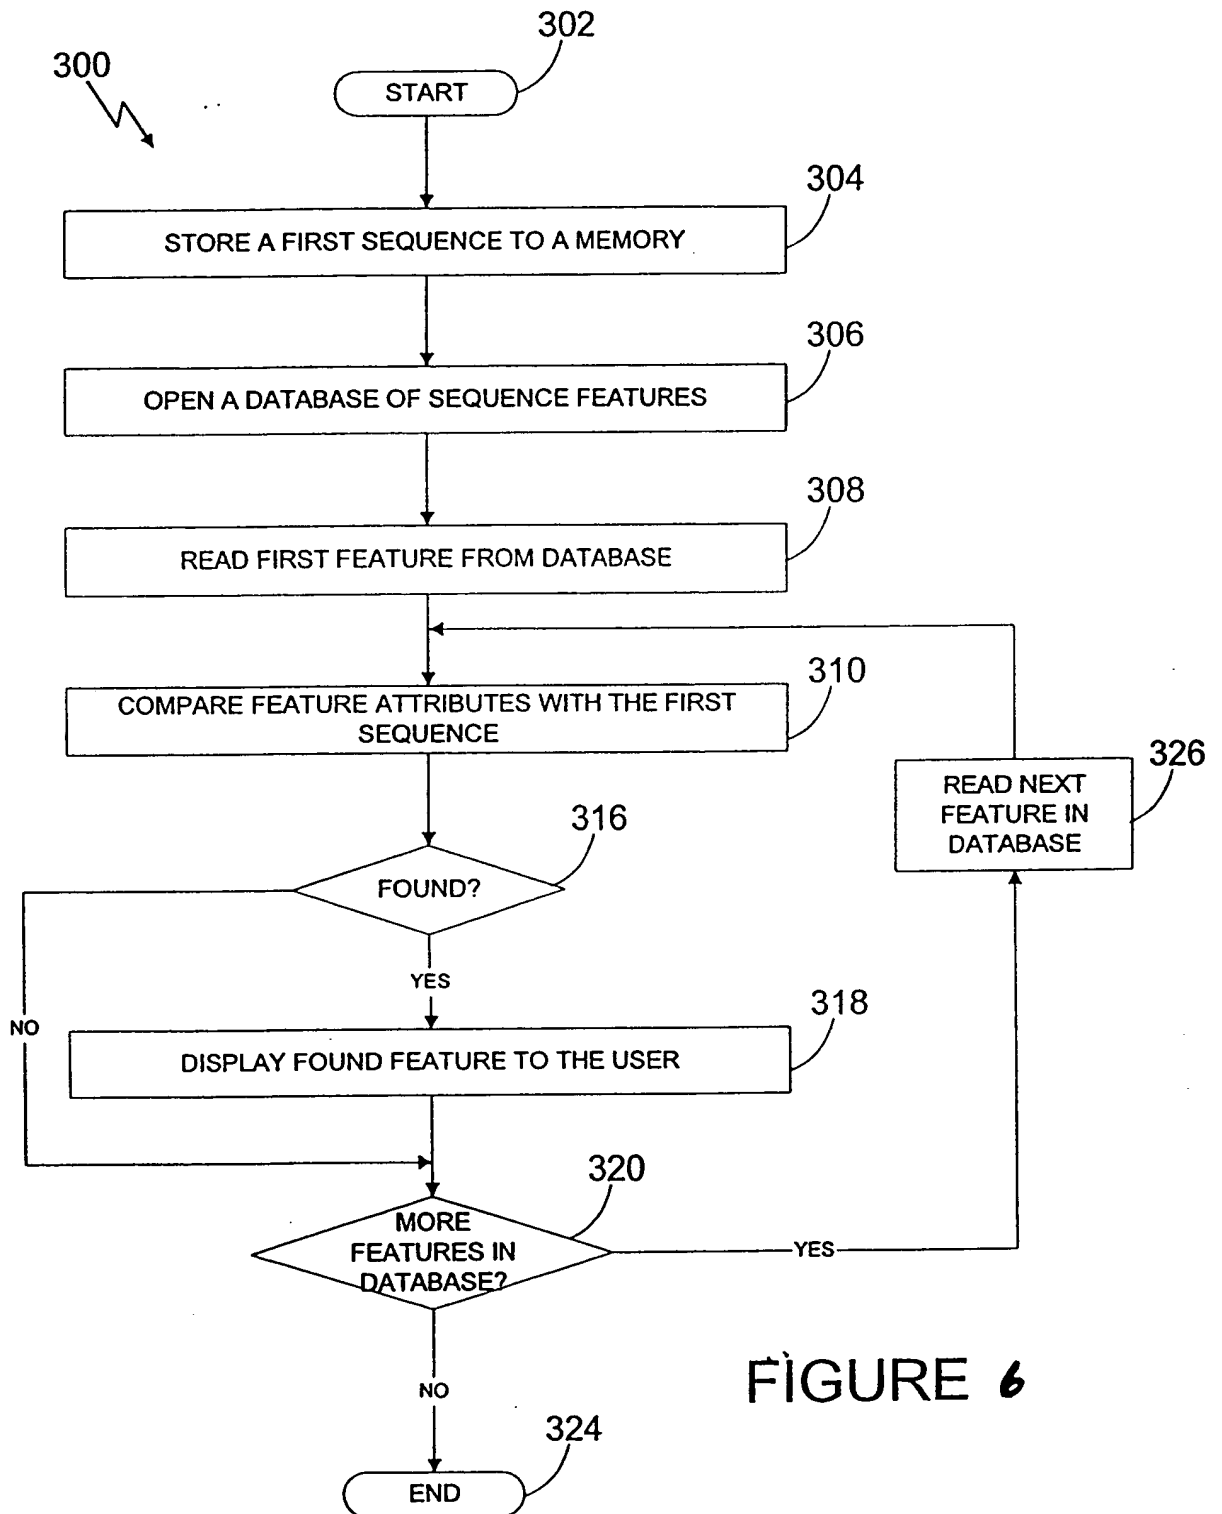 302
300
START
304
STORE A FIRST SEQUENCE TO A MEMORY
306
OPEN A DATABASE OF SEQUENCE FEATURES
308
READ FIRST FEATURE FROM DATABASE
310
COMPARE FEATURE ATTRIBUTES WITH THE FIRST
SEQUENCE
326
READ NEXT
FEATURE IN
DATABASE
316
FOUND?
YES
NO
318
DISPLAY FOUND FEATURE TO THE USER
320
MORE
FEATURES IN
DATABASE?
YES
NO
324
END
FIGURE 6